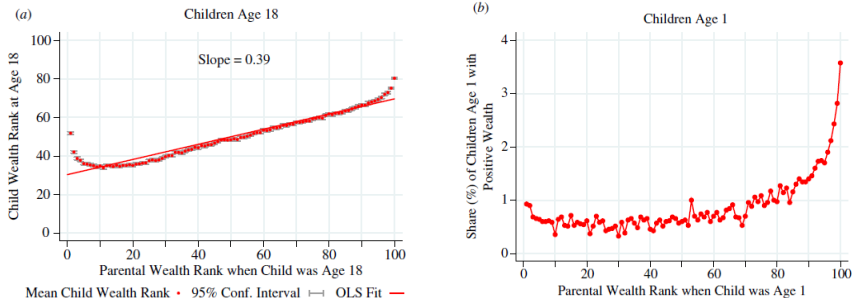 (a)
Children Age 18
100
80
60
40
20
0
Slope = 0.39
Child Wealth Rank at Age 18
0 20 40 60 80 100
Parental Wealth Rank when Child was Age 18
Mean Child Wealth Rank 95% Conf. Interval OLS Fit
(b)
Children Age 1
4
3
2
1
0
Share (%) of Children Age 1 with
Positive Wealth
0 20 40 60 80 100
Parental Wealth Rank when Child was Age 1